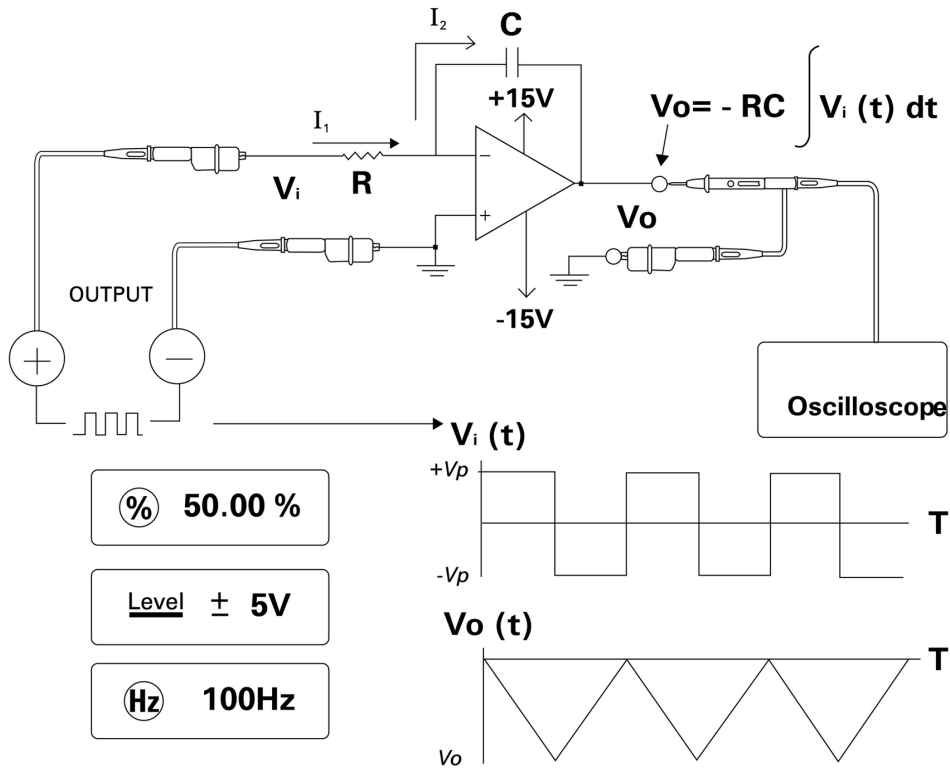 I₂
C
+15V
Vo= - RC ∫ Vᵢ (t) dt
I₁
Vᵢ
R
−
+
Vo
-15V
OUTPUT
+
−
Oscilloscope
Vᵢ (t)
+Vp
T
-Vp
% 50.00 %
Level ± 5V
Hz 100Hz
Vo (t)
T
Vo